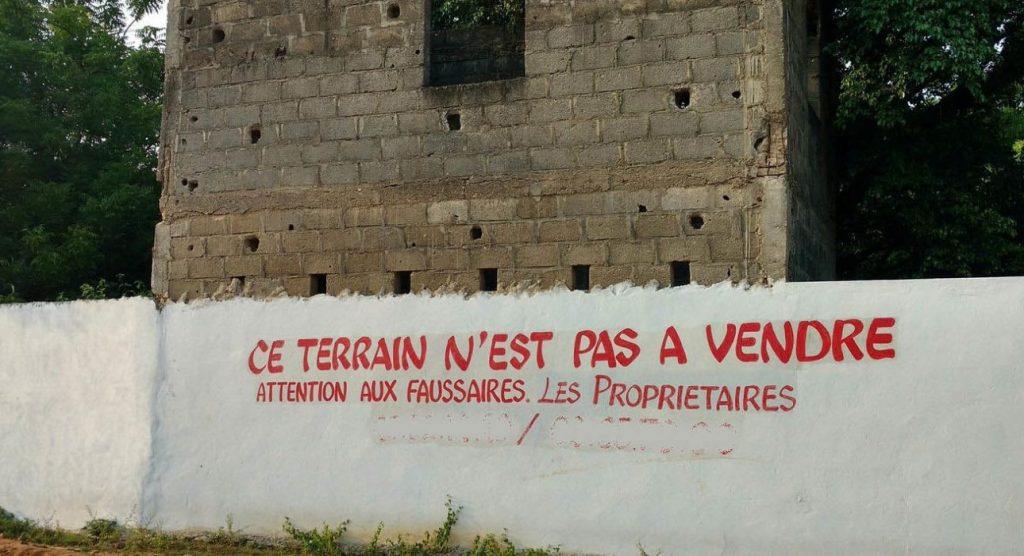 CE TERRAIN N'EST PAS A VENDRE
ATTENTION AUX FAUSSAIRES. LES PROPRIETAIRES
/